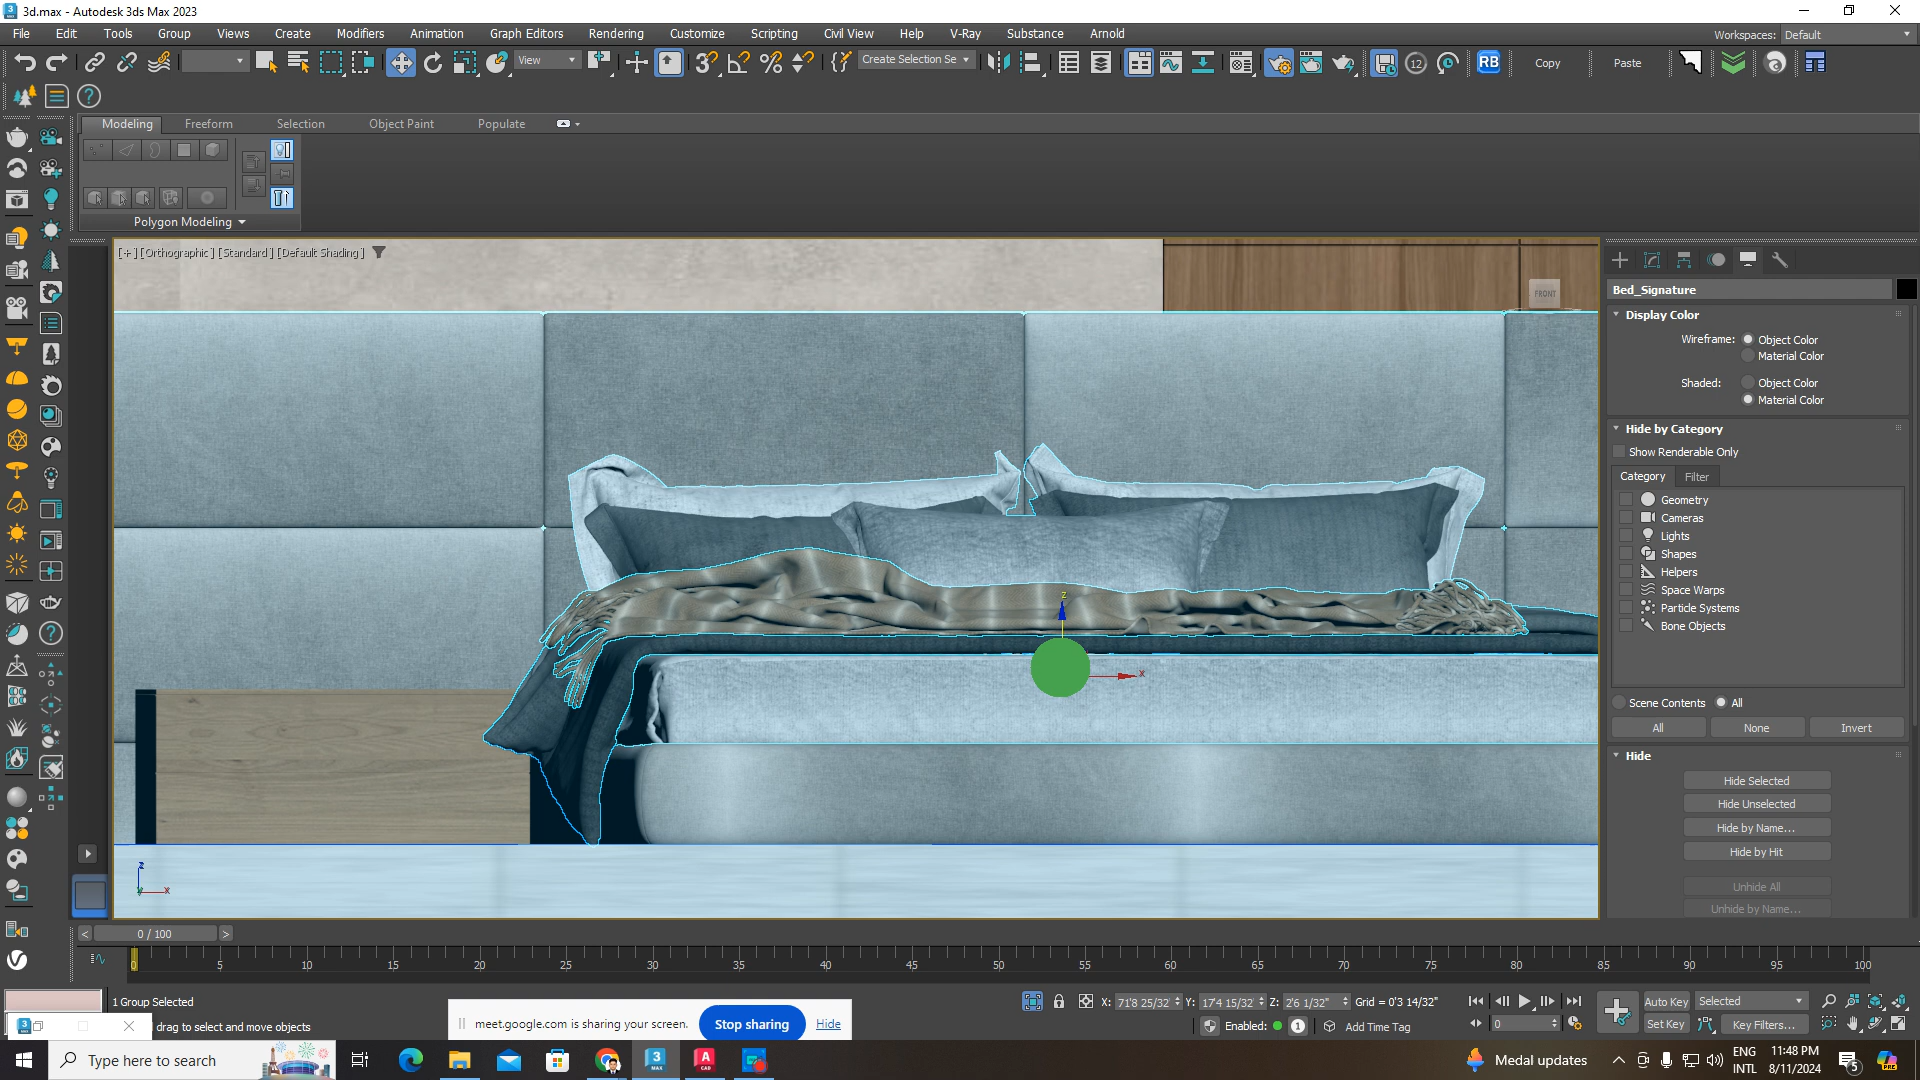 3d.max - Autodesk 3ds Max 2023
File Edit Tools Group Views Create Modifiers Animation Graph Editors Rendering Customize Scripting Civil View Help V-Ray Substance Arnold
Workspaces: Default
View
Create Selection Se
12
RB
Copy
Paste
Modeling Freeform Selection Object Paint Populate
Polygon Modeling
[+] [Orthographic] [Standard] [Default Shading]
FRONT
Bed_Signature
Display Color
Wireframe: Object Color
Material Color
Shaded: Object Color
Material Color
Hide by Category
Show Renderable Only
Category Filter
Geometry
Cameras
Lights
Shapes
Helpers
Space Warps
Particle Systems
Bone Objects
Scene Contents All
All None Invert
Hide
Hide Selected
Hide Unselected
Hide by Name...
Hide by Hit
Unhide All
Unhide by Name...
z
x
z
x
< 0 / 100 >
0 5 10 15 20 25 30 35 40 45 50 55 60 65 70 75 80 85 90 95 100
1 Group Selected
drag to select and move objects
meet.google.com is sharing your screen. Stop sharing Hide
X: 71'8 25/32" Y: 17'4 15/32" Z: 2'6 1/32" Grid = 0'3 14/32"
Enabled: 1 Add Time Tag
0
Auto Key Selected
Set Key Key Filters...
Type here to search
Medal updates
ENG
INTL
11:48 PM
8/11/2024
5